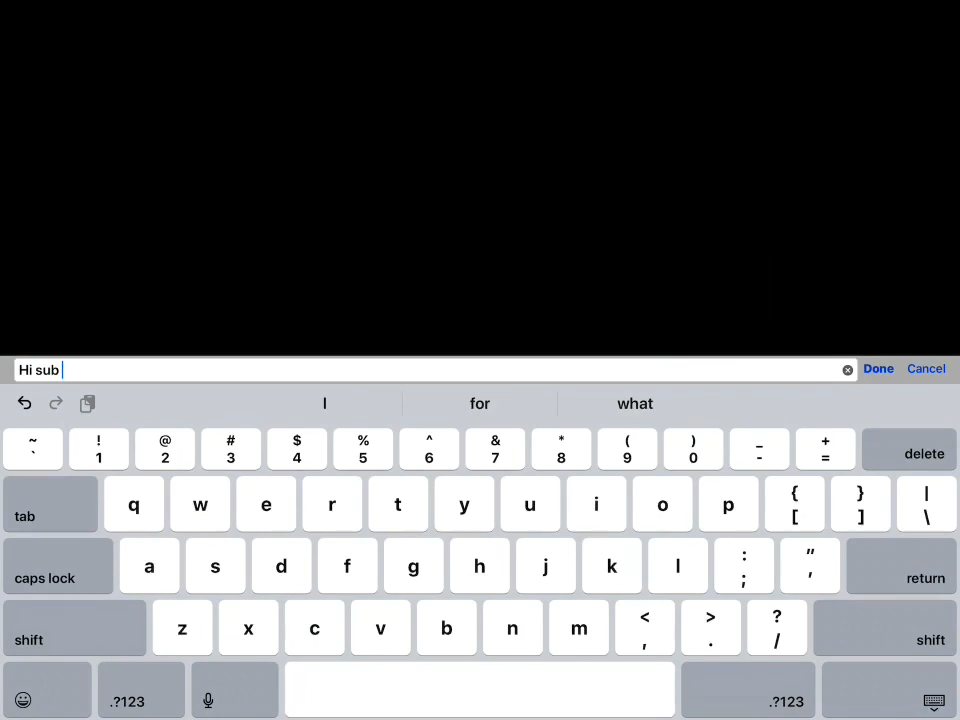 Hi sub
Done Cancel
I for what
~ ! @ # $ % ^ & * ( ) _ +
` 1 2 3 4 5 6 7 8 9 0 - = delete
tab q w e r t y u i o p { [ } ] | \
caps lock a s d f g h j k l : ; " ' return
shift z x c v b n m < , > . ? / shift
.?123 .?123